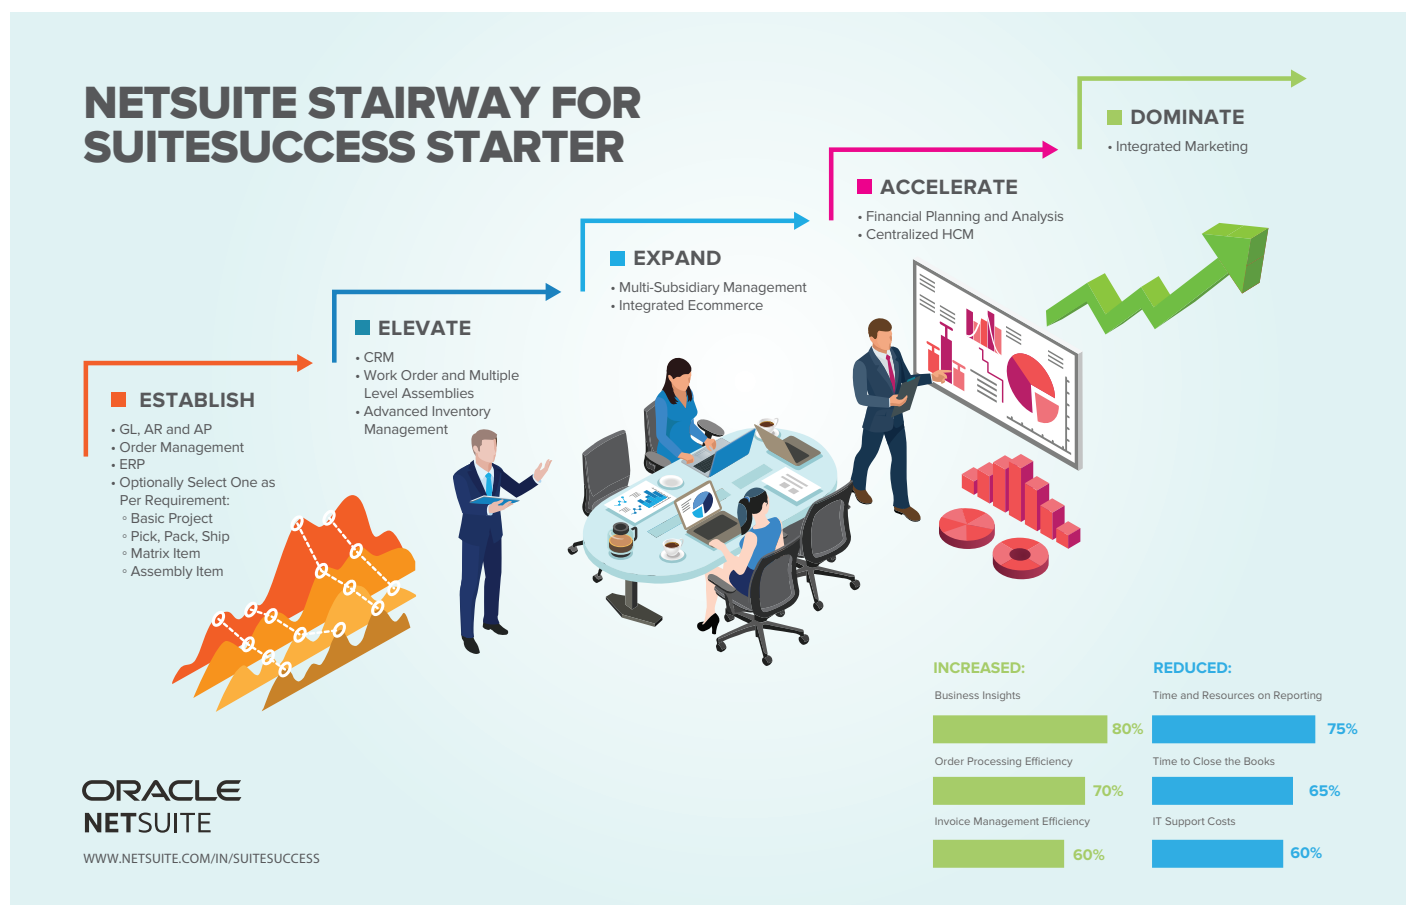 NETSUITE STAIRWAY FOR
SUITESUCCESS STARTER
ESTABLISH
• GL, AR and AP
• Order Management
• ERP
• Optionally Select One as
Per Requirement:
◦ Basic Project
◦ Pick, Pack, Ship
◦ Matrix Item
◦ Assembly Item
ELEVATE
• CRM
• Work Order and Multiple
Level Assemblies
• Advanced Inventory
Management
EXPAND
• Multi-Subsidiary Management
• Integrated Ecommerce
ACCELERATE
• Financial Planning and Analysis
• Centralized HCM
DOMINATE
• Integrated Marketing
INCREASED:
Business Insights
80%
Order Processing Efficiency
70%
Invoice Management Efficiency
60%
REDUCED:
Time and Resources on Reporting
75%
Time to Close the Books
65%
IT Support Costs
60%
ORACLE
NETSUITE
WWW.NETSUITE.COM/IN/SUITESUCCESS